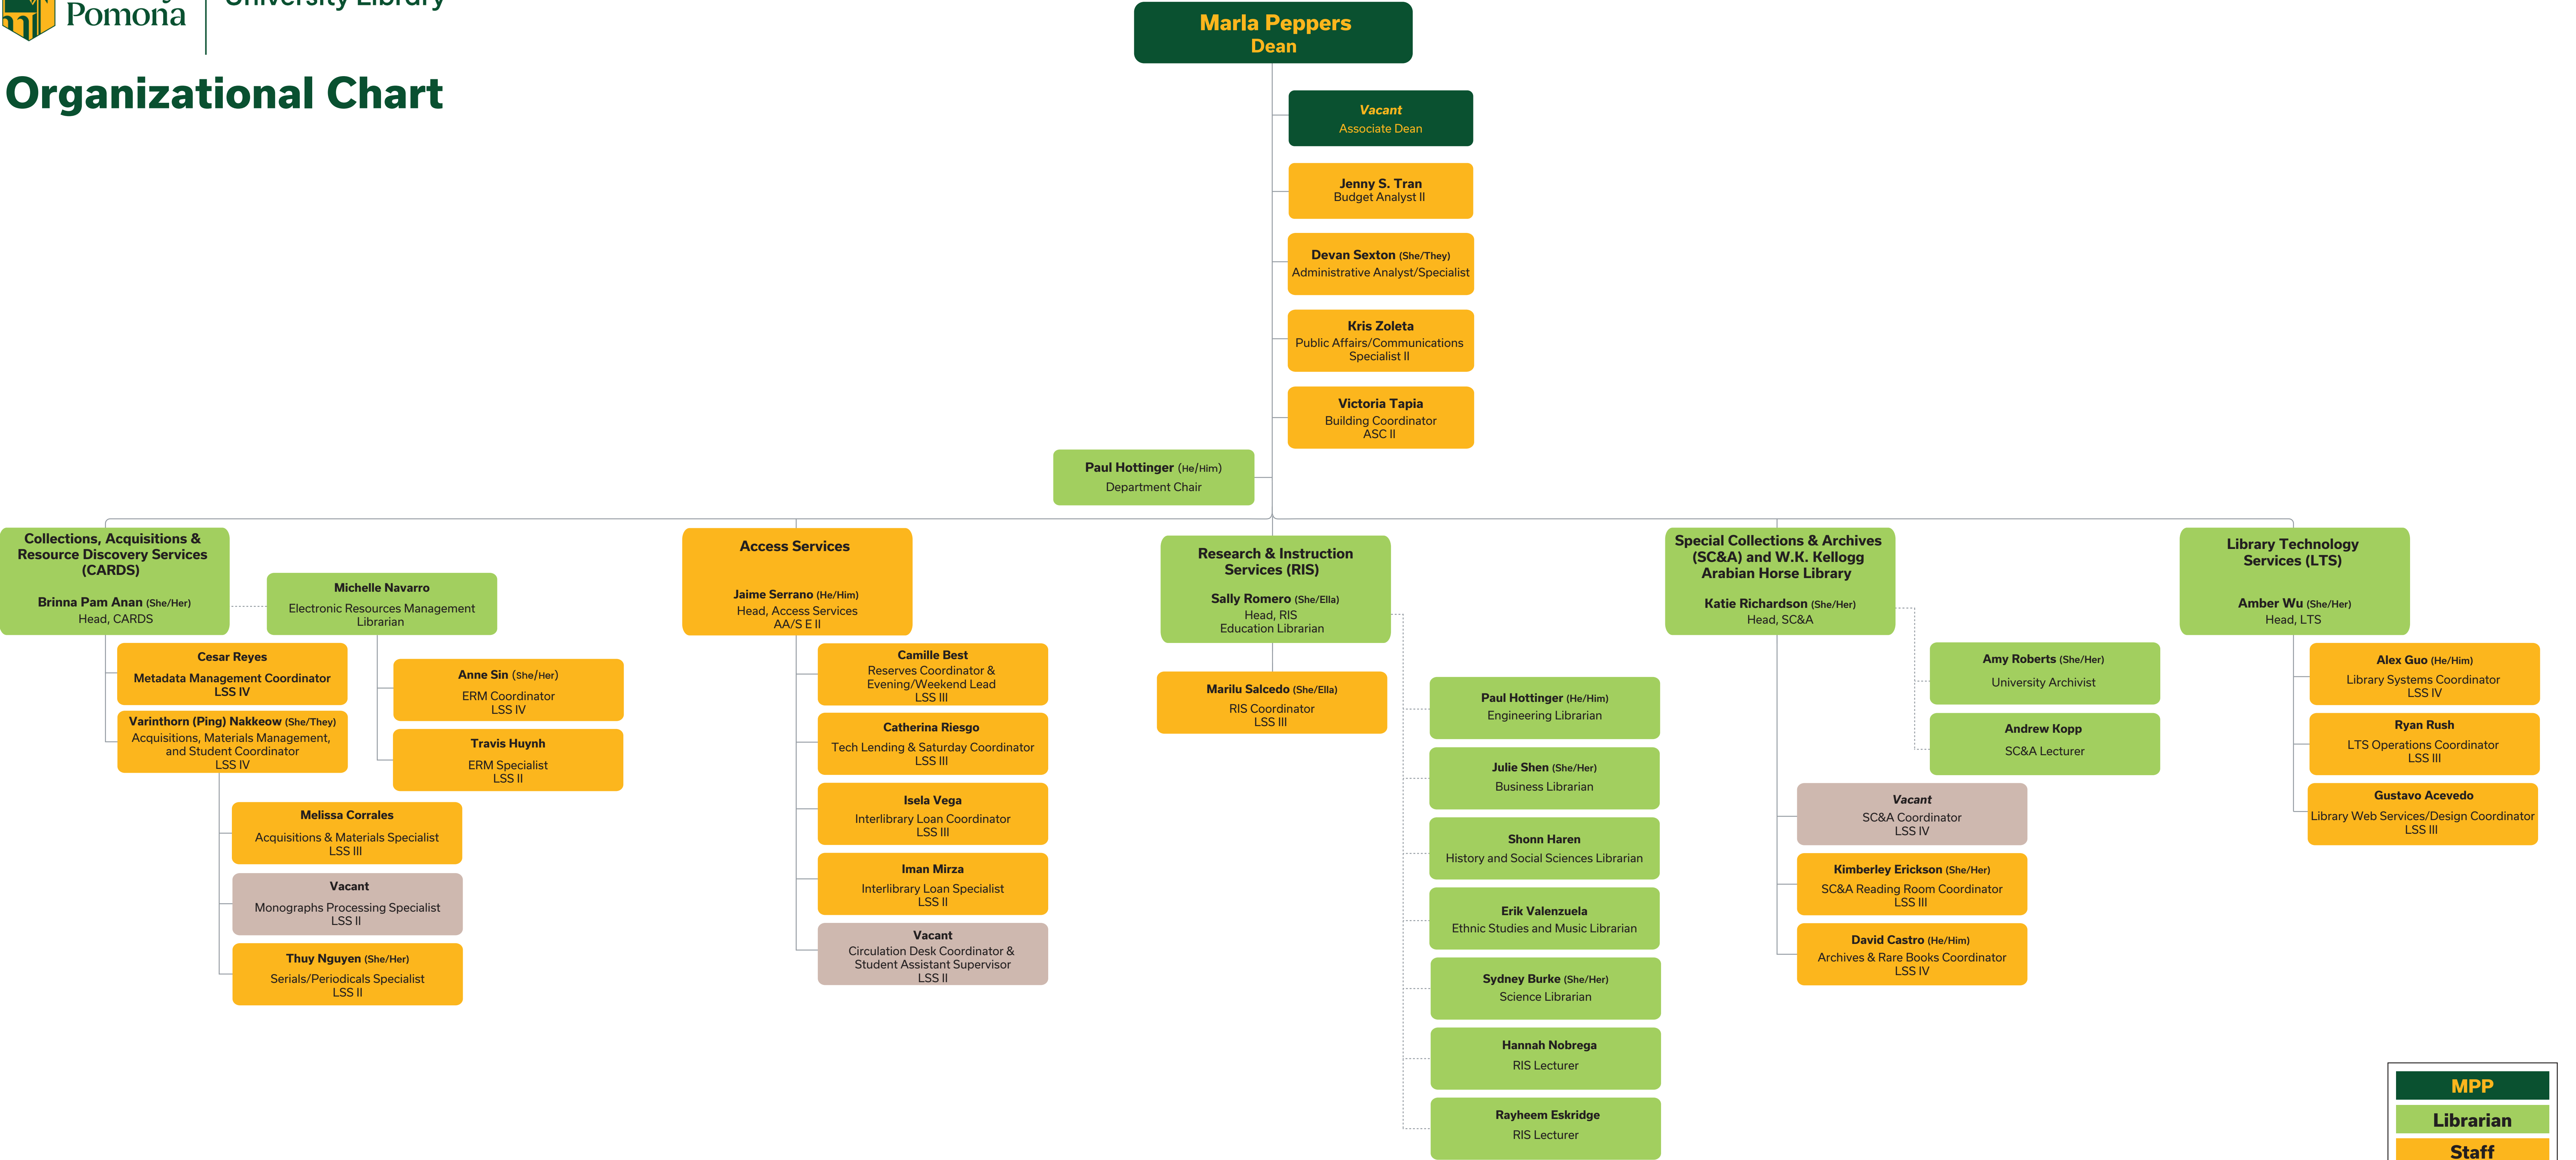 Pomona
University Library
Organizational Chart
Marla Peppers
Dean
Vacant
Associate Dean
Jenny S. Tran
Budget Analyst II
Devan Sexton (She/They)
Administrative Analyst/Specialist
Kris Zoleta
Public Affairs/Communications
Specialist II
Victoria Tapia
Building Coordinator
ASC II
Paul Hottinger (He/Him)
Department Chair
Collections, Acquisitions &
Resource Discovery Services
(CARDS)
Brinna Pam Anan (She/Her)
Head, CARDS
Michelle Navarro
Electronic Resources Management
Librarian
Cesar Reyes
Metadata Management Coordinator
LSS IV
Varinthorn (Ping) Nakkeow (She/They)
Acquisitions, Materials Management,
and Student Coordinator
LSS IV
Anne Sin (She/Her)
ERM Coordinator
LSS IV
Travis Huynh
ERM Specialist
LSS II
Melissa Corrales
Acquisitions & Materials Specialist
LSS III
Vacant
Monographs Processing Specialist
LSS II
Thuy Nguyen (She/Her)
Serials/Periodicals Specialist
LSS II
Access Services
Jaime Serrano (He/Him)
Head, Access Services
AA/S E II
Camille Best
Reserves Coordinator &
Evening/Weekend Lead
LSS III
Catherina Riesgo
Tech Lending & Saturday Coordinator
LSS III
Isela Vega
Interlibrary Loan Coordinator
LSS III
Iman Mirza
Interlibrary Loan Specialist
LSS II
Vacant
Circulation Desk Coordinator &
Student Assistant Supervisor
LSS II
Research & Instruction
Services (RIS)
Sally Romero (She/Ella)
Head, RIS
Education Librarian
Marilu Salcedo (She/Ella)
RIS Coordinator
LSS III
Paul Hottinger (He/Him)
Engineering Librarian
Julie Shen (She/Her)
Business Librarian
Shonn Haren
History and Social Sciences Librarian
Erik Valenzuela
Ethnic Studies and Music Librarian
Sydney Burke (She/Her)
Science Librarian
Hannah Nobrega
RIS Lecturer
Rayheem Eskridge
RIS Lecturer
Special Collections & Archives
(SC&A) and W.K. Kellogg
Arabian Horse Library
Katie Richardson (She/Her)
Head, SC&A
Amy Roberts (She/Her)
University Archivist
Andrew Kopp
SC&A Lecturer
Vacant
SC&A Coordinator
LSS IV
Kimberley Erickson (She/Her)
SC&A Reading Room Coordinator
LSS III
David Castro (He/Him)
Archives & Rare Books Coordinator
LSS IV
Library Technology
Services (LTS)
Amber Wu (She/Her)
Head, LTS
Alex Guo (He/Him)
Library Systems Coordinator
LSS IV
Ryan Rush
LTS Operations Coordinator
LSS III
Gustavo Acevedo
Library Web Services/Design Coordinator
LSS III
MPP
Librarian
Staff